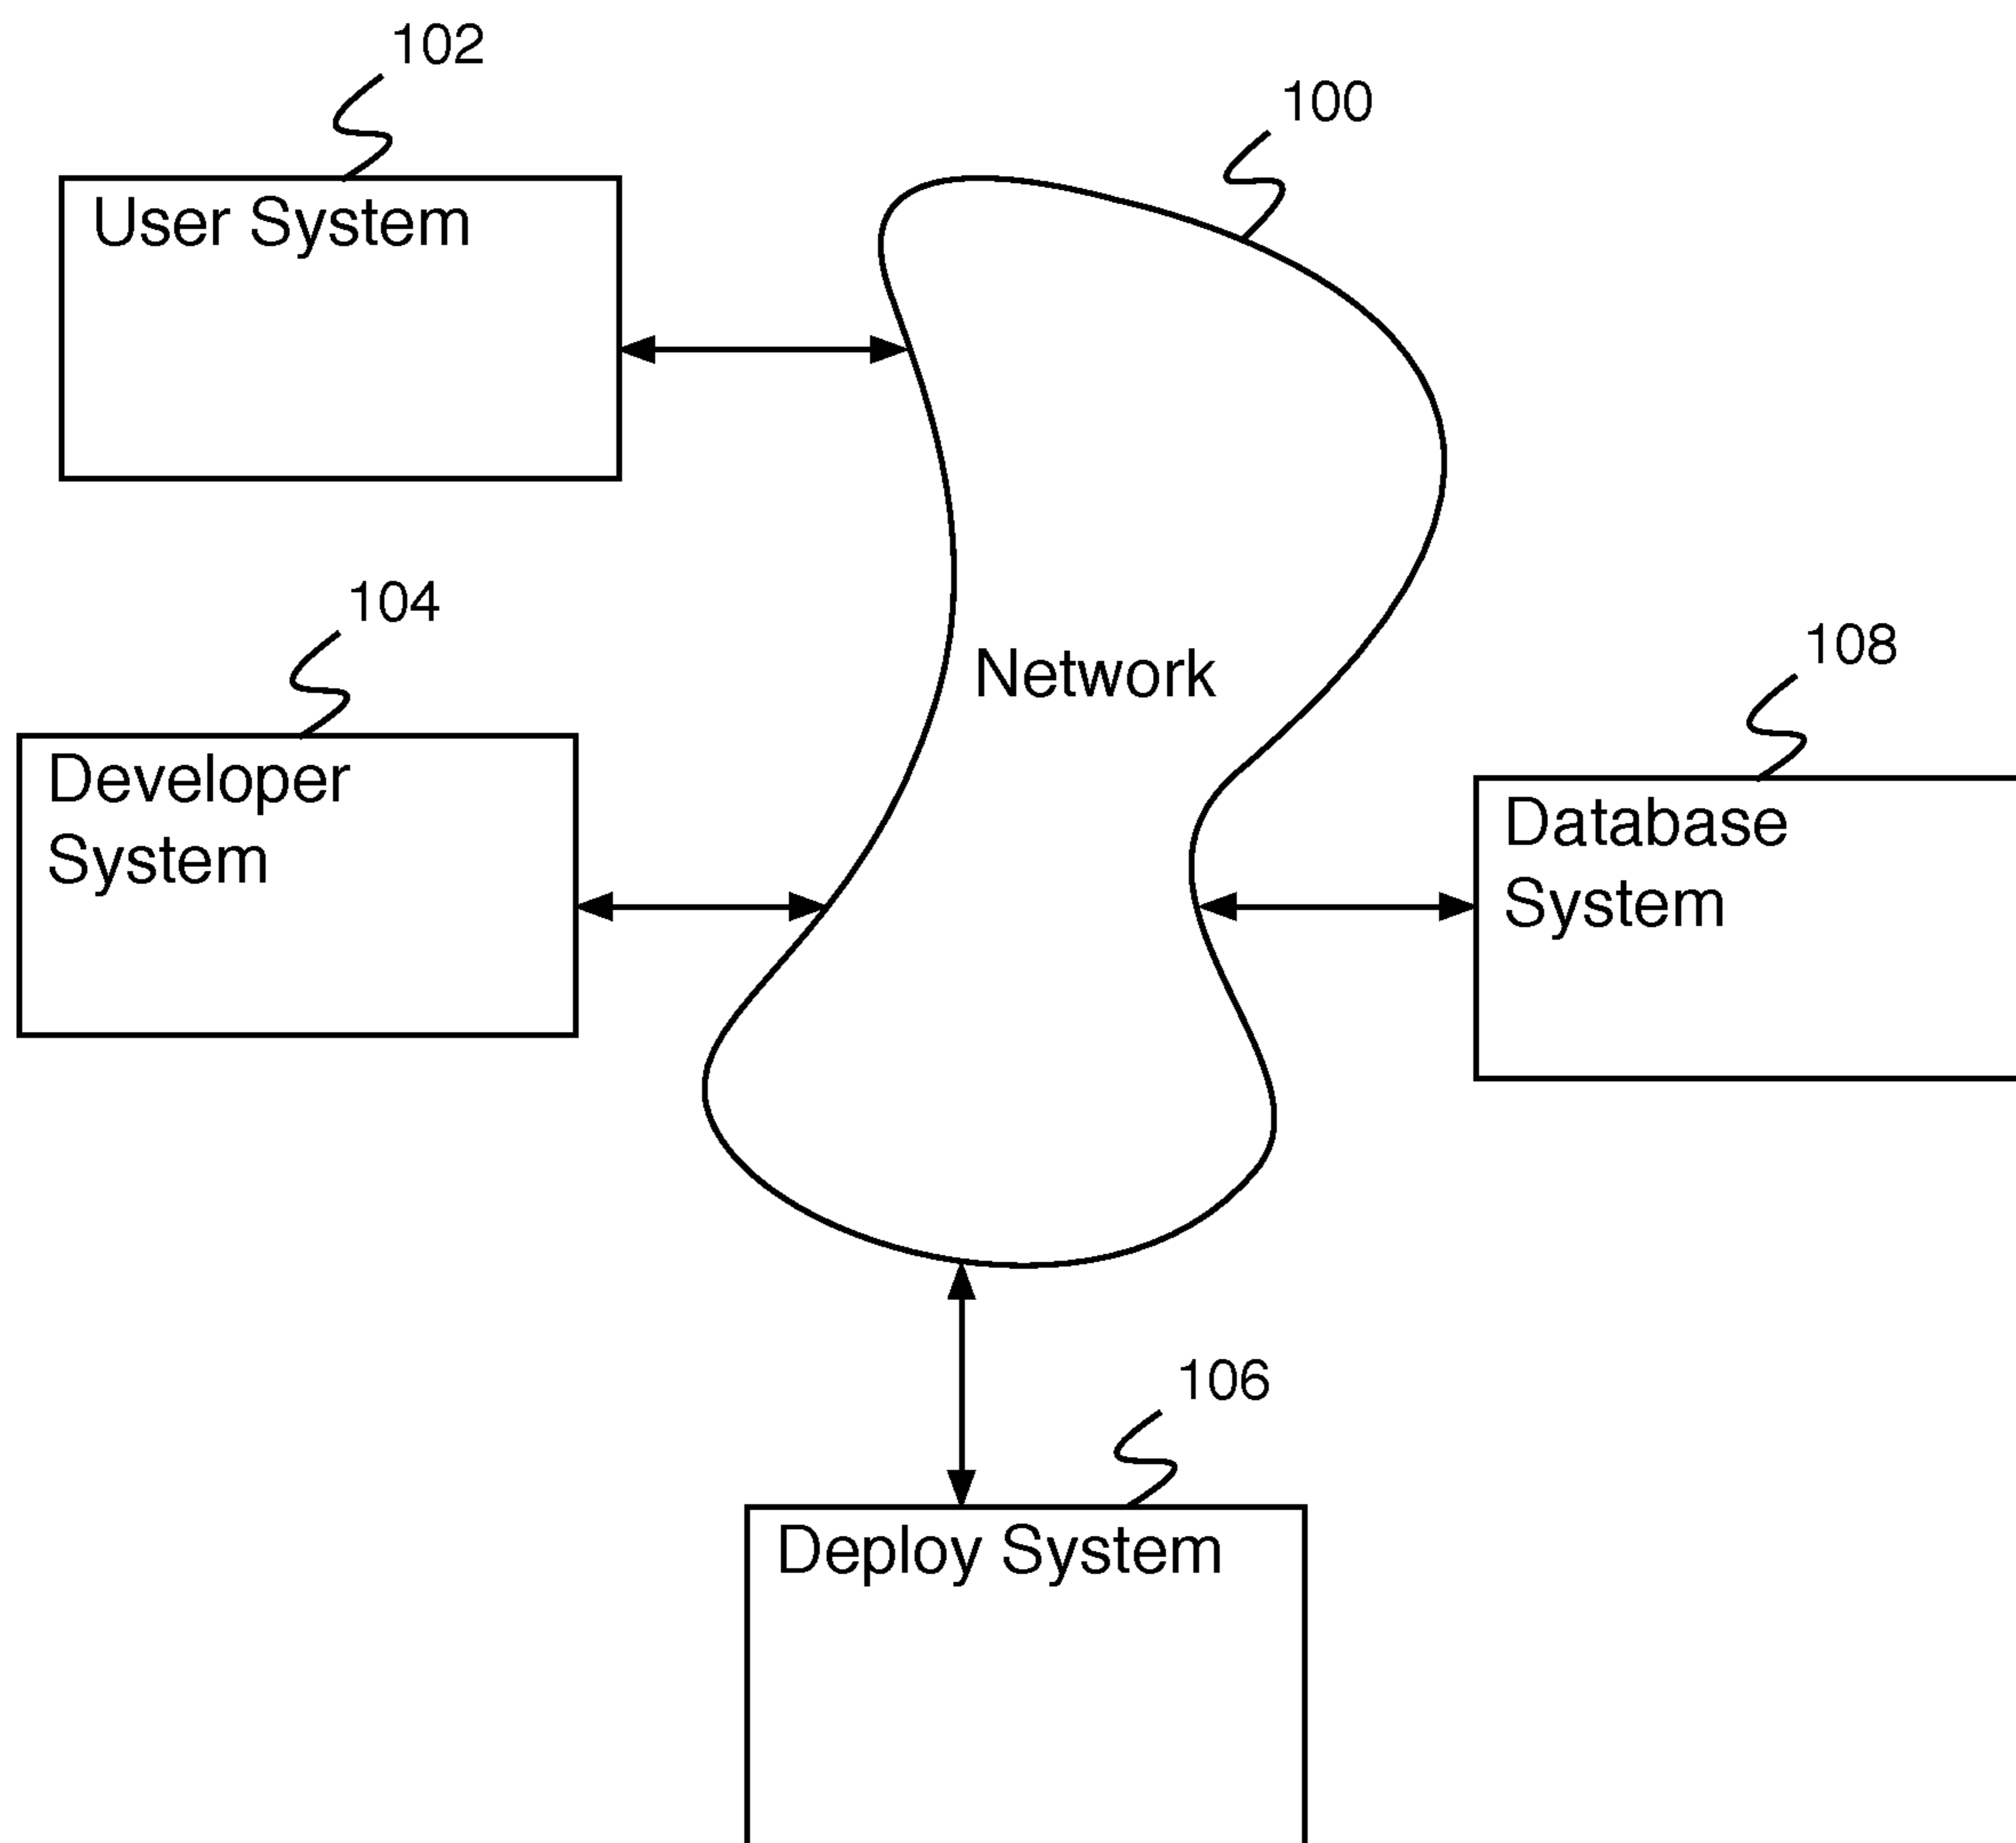 102
100
User System
104
Network
108
Developer
System
Database
System
106
Deploy System